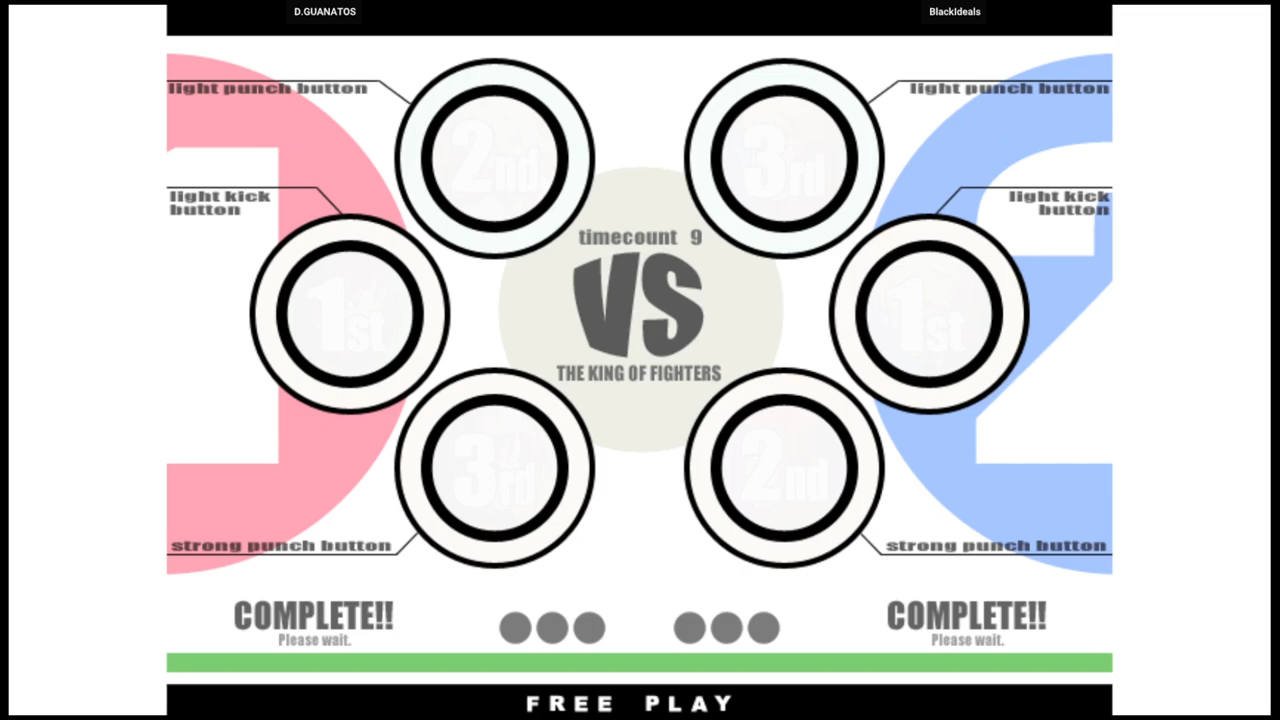 D.GUANATOS
BlackIdeals
light punch button
light punch button
2nd
3rd
light kick
button
light kick
button
timecount 9
VS
THE KING OF FIGHTERS
1st
1st
3rd
2nd
strong punch button
strong punch button
COMPLETE!!
Please wait.
COMPLETE!!
Please wait.
FREE PLAY